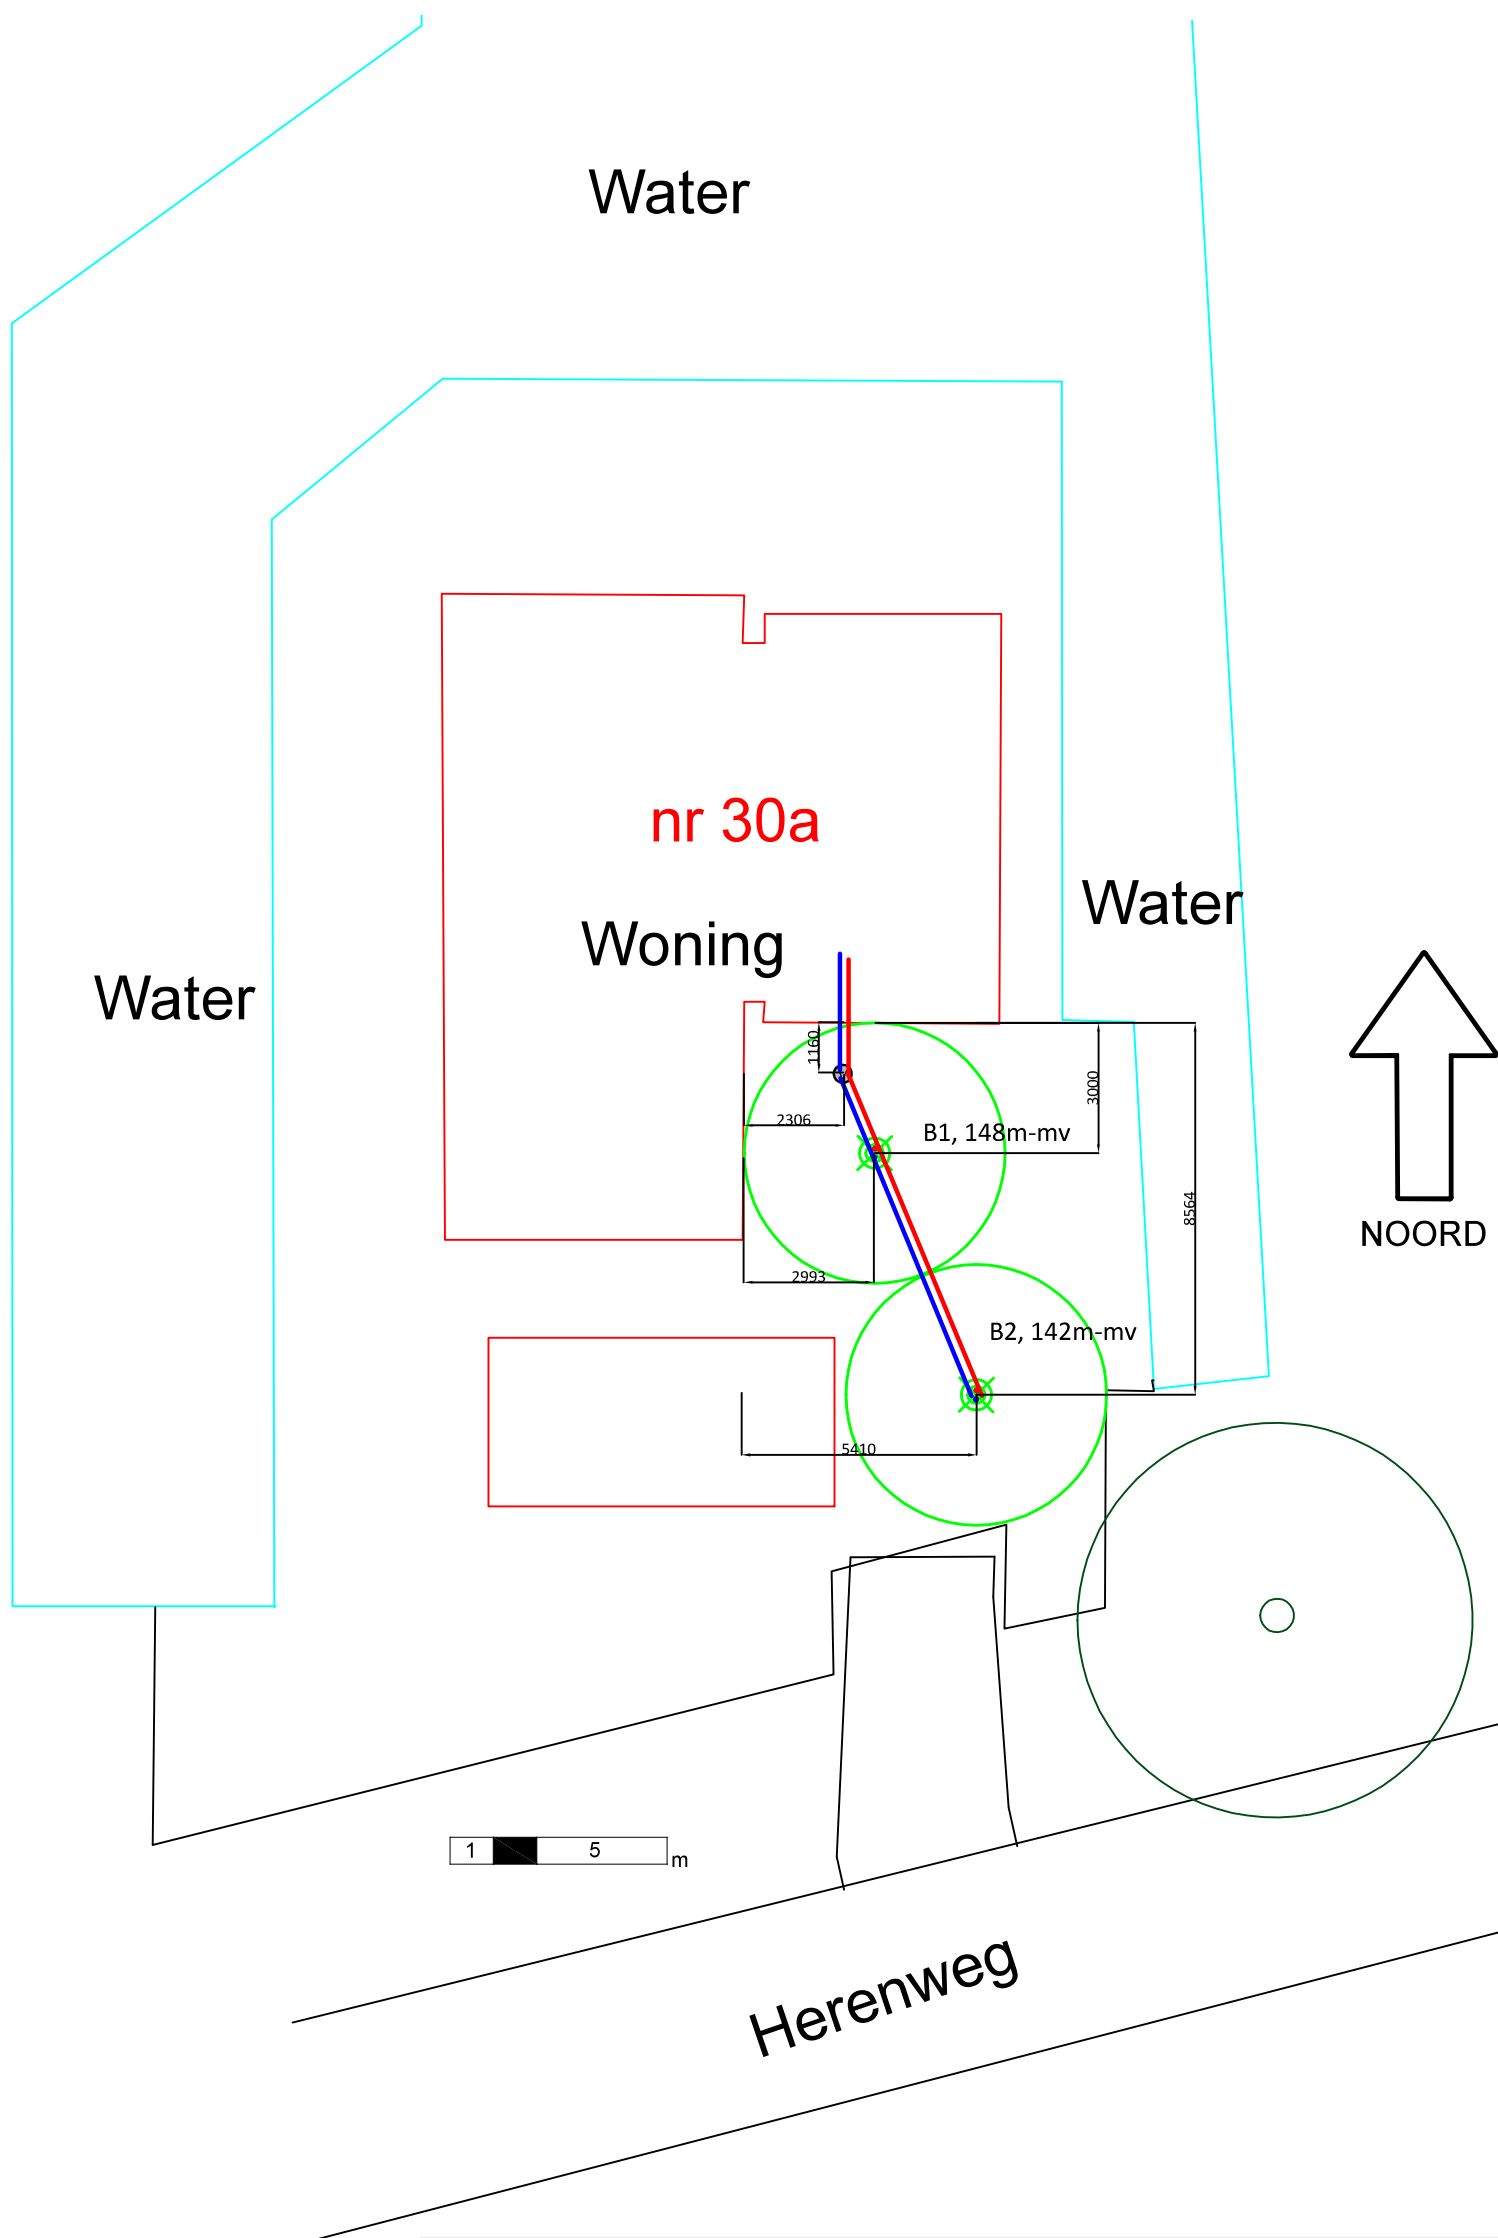 Water
nr 30a
Water
Woning
Water
1160
3000
2306
B1, 148m-mv
8564
NOORD
2993
B2, 142m-mv
5410
1 5 m
Herenweg